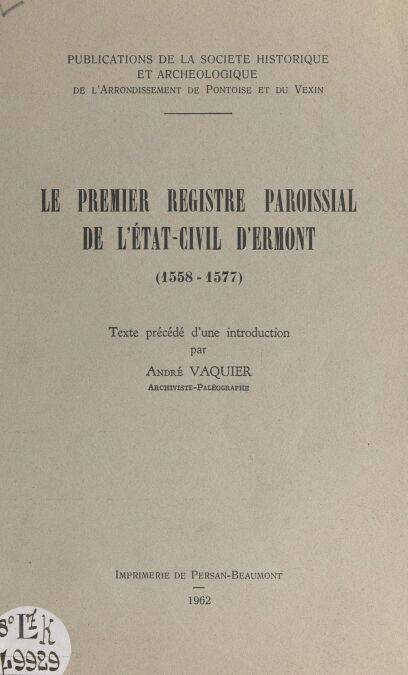 PUBLICATIONS DE LA SOCIETE HISTORIQUE
ET ARCHEOLOGIQUE
DE L'ARRONDISSEMENT DE PONTOISE ET DU VEXIN
LE PREMIER REGISTRE PAROISSIAL
DE L'ÉTAT-CIVIL D'ERMONT
(1558-1577)
Texte précédé d'une introduction
par
ANDRÉ VAQUIER
ARCHIVISTE-PALÉOGRAPHE
IMPRIMERIE DE PERSAN-BEAUMONT
1962
8° L7k
49929